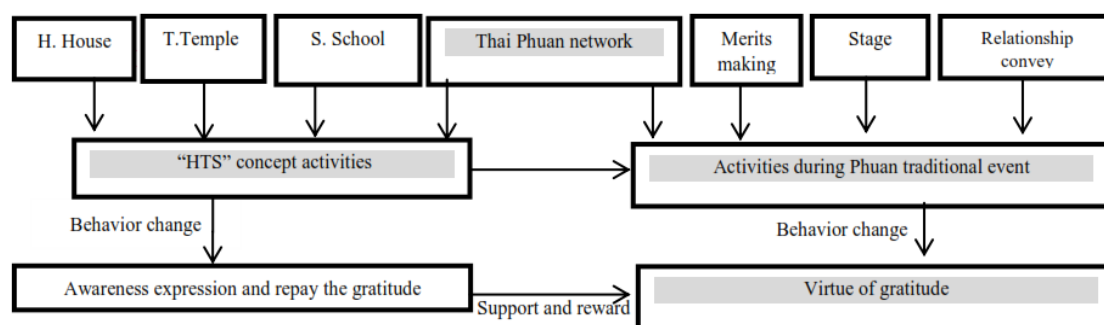 H. House
T.Temple
S. School
Thai Phuan network
Merits
making
Stage
Relationship
convey
“HTS” concept activities
Activities during Phuan traditional event
Behavior change
Behavior change
Awareness expression and repay the gratitude
Support and reward
Virtue of gratitude